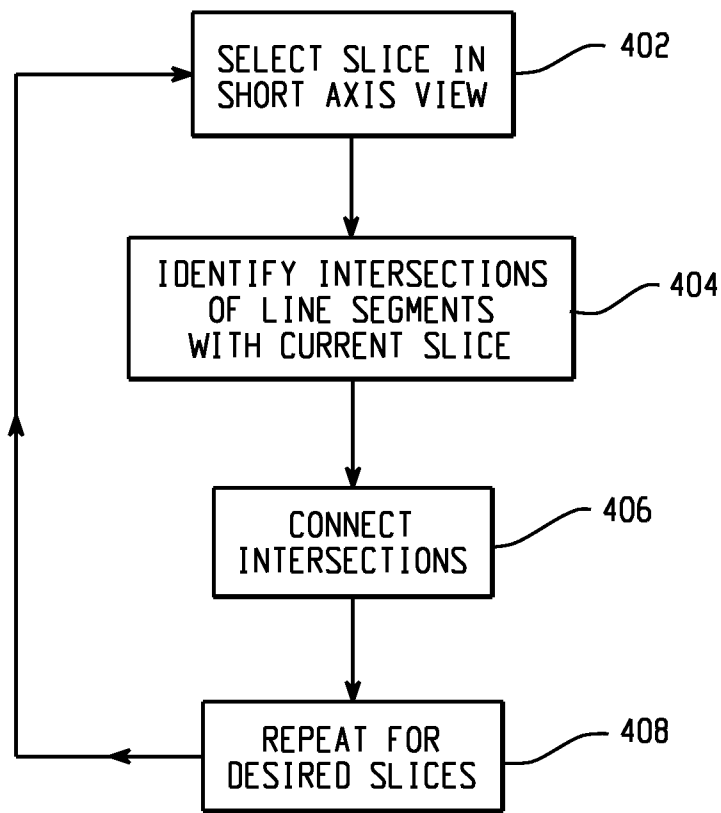 SELECT SLICE IN
SHORT AXIS VIEW
402
IDENTIFY INTERSECTIONS
OF LINE SEGMENTS
WITH CURRENT SLICE
404
CONNECT
INTERSECTIONS
406
REPEAT FOR
DESIRED SLICES
408